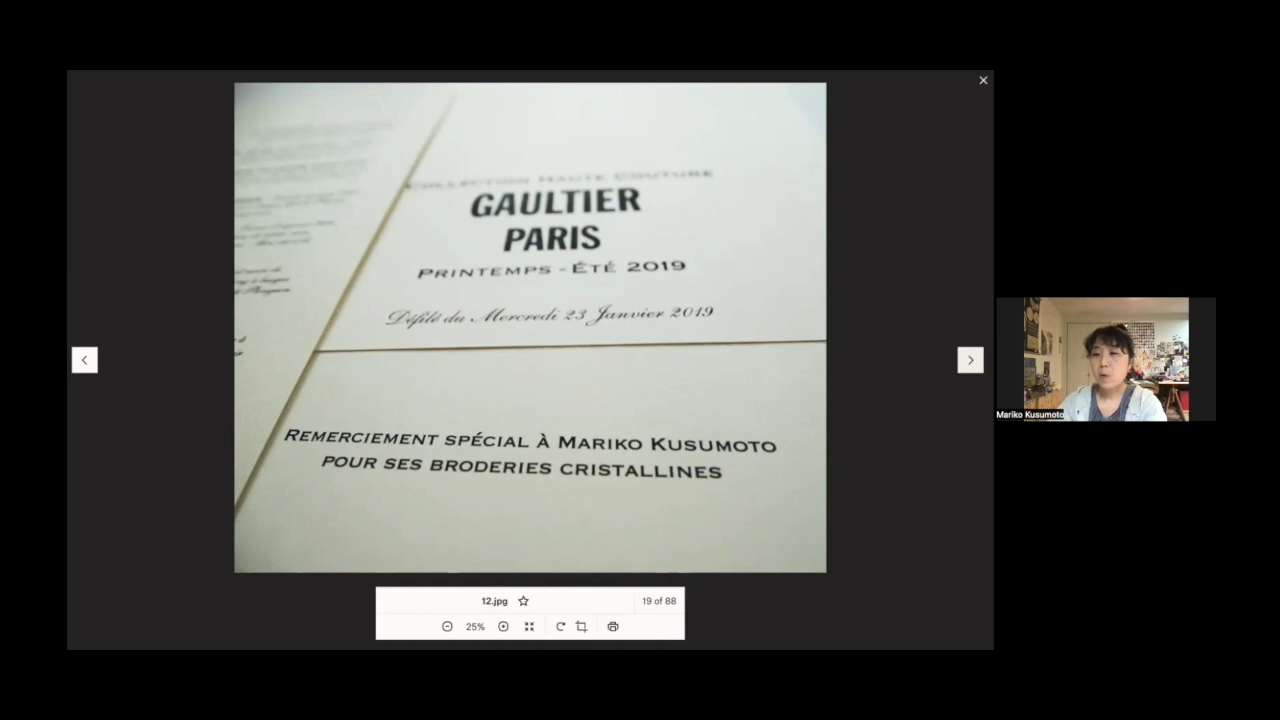 COLLECTION HAUTE COUTURE
GAULTIER
PARIS
PRINTEMPS - ÉTÉ 2019
Défilé du Mercredi 23 Janvier 2019
REMERCIEMENT SPÉCIAL À MARIKO KUSUMOTO
POUR SES BRODERIES CRISTALLINES
Mariko Kusumoto
12.jpg
19 of 88
25%